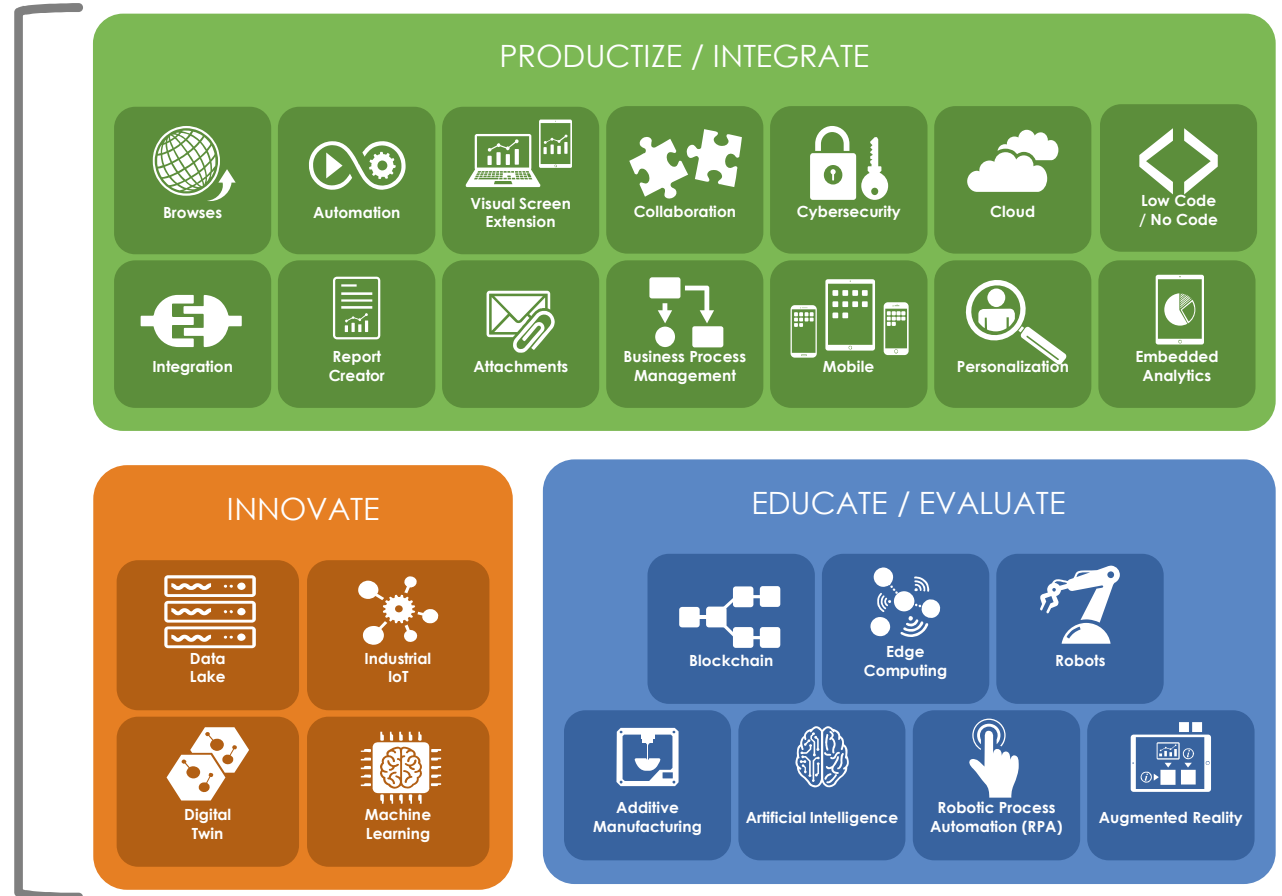 PRODUCTIZE / INTEGRATE
Browses
Automation
Visual Screen
Extension
Collaboration
Cybersecurity
Cloud
Low Code
/ No Code
Integration
Report
Creator
Attachments
Business Process
Management
Mobile
Personalization
Embedded
Analytics
INNOVATE
Data
Lake
Industrial
IoT
Digital
Twin
Machine
Learning
EDUCATE / EVALUATE
Blockchain
Edge
Computing
Robots
Additive
Manufacturing
Artificial Intelligence
Robotic Process
Automation (RPA)
Augmented Reality